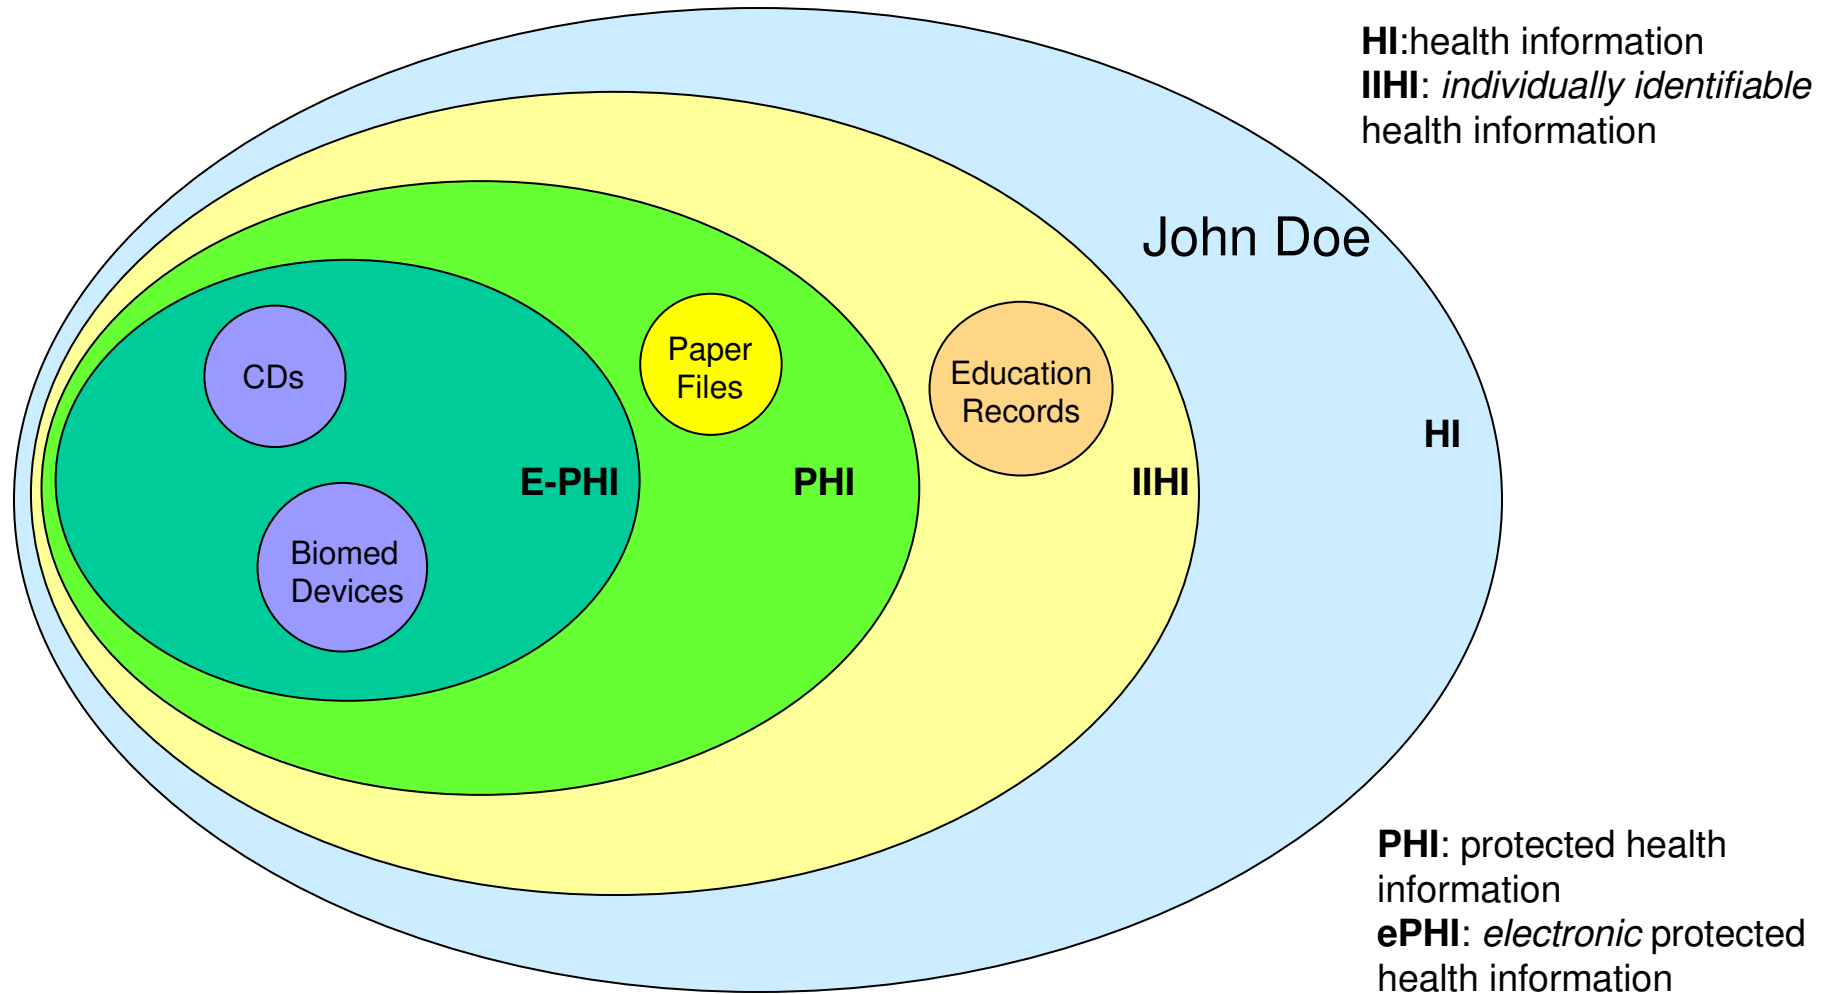 HI:health information
IIHI: individually identifiable
health information
John Doe
CDs
Paper
Files
Education
Records
HI
E-PHI
PHI
IIHI
Biomed
Devices
PHI: protected health
information
ePHI: electronic protected
health information